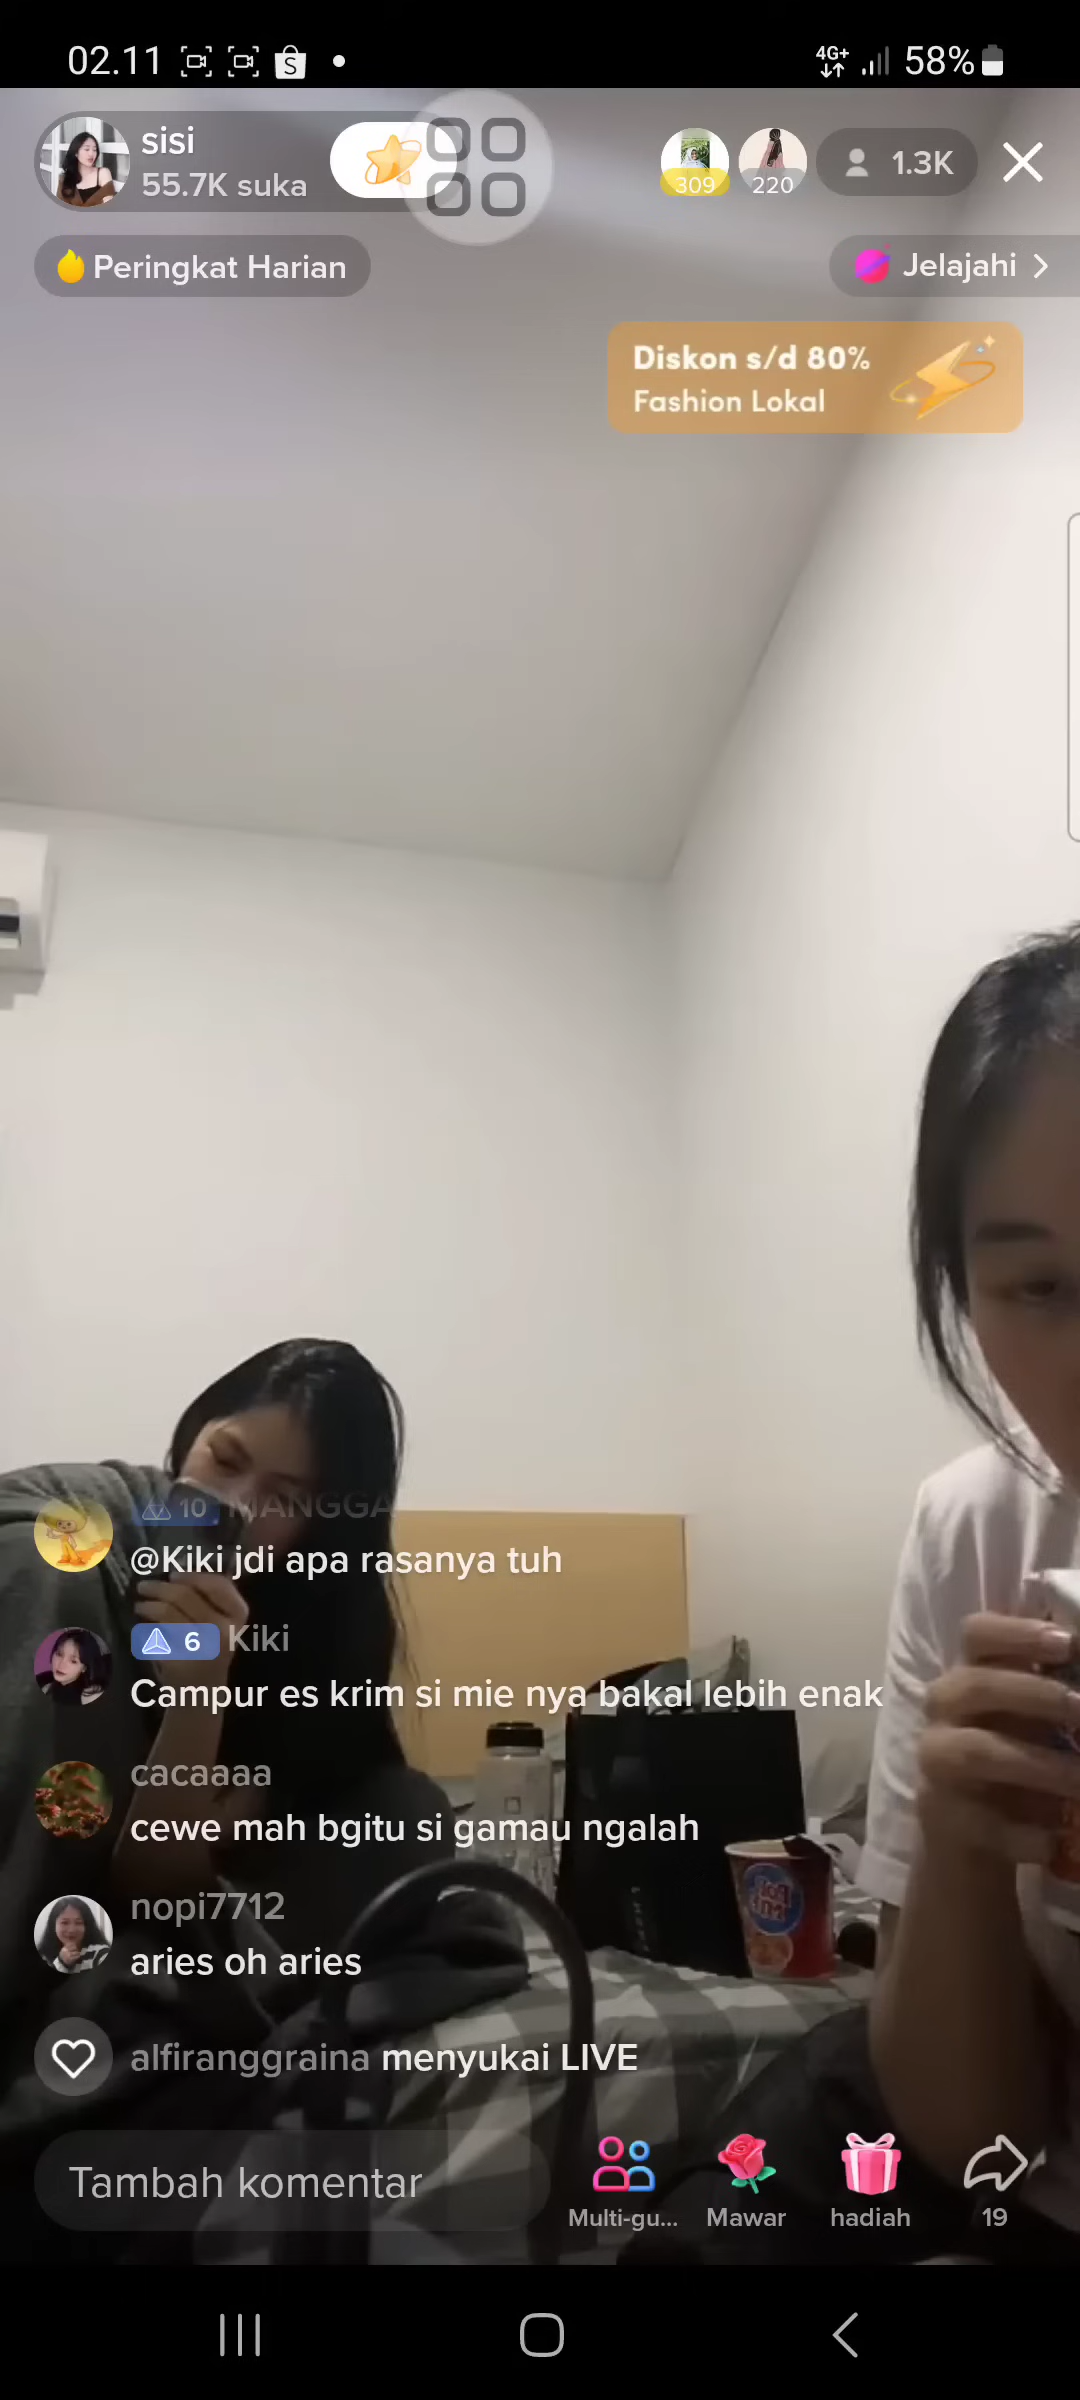 02.11
S
4G+
58%
sisi
55.7K suka
309
220
1.3K
Peringkat Harian
Jelajahi
Diskon s/d 80%
Fashion Lokal
10 MANGGA
@Kiki jdi apa rasanya tuh
6 Kiki
Campur es krim si mie nya bakal lebih enak
cacaaaa
cewe mah bgitu si gamau ngalah
nopi7712
aries oh aries
alfiranggraina menyukai LIVE
Tambah komentar
Multi-gu...
Mawar
hadiah
19